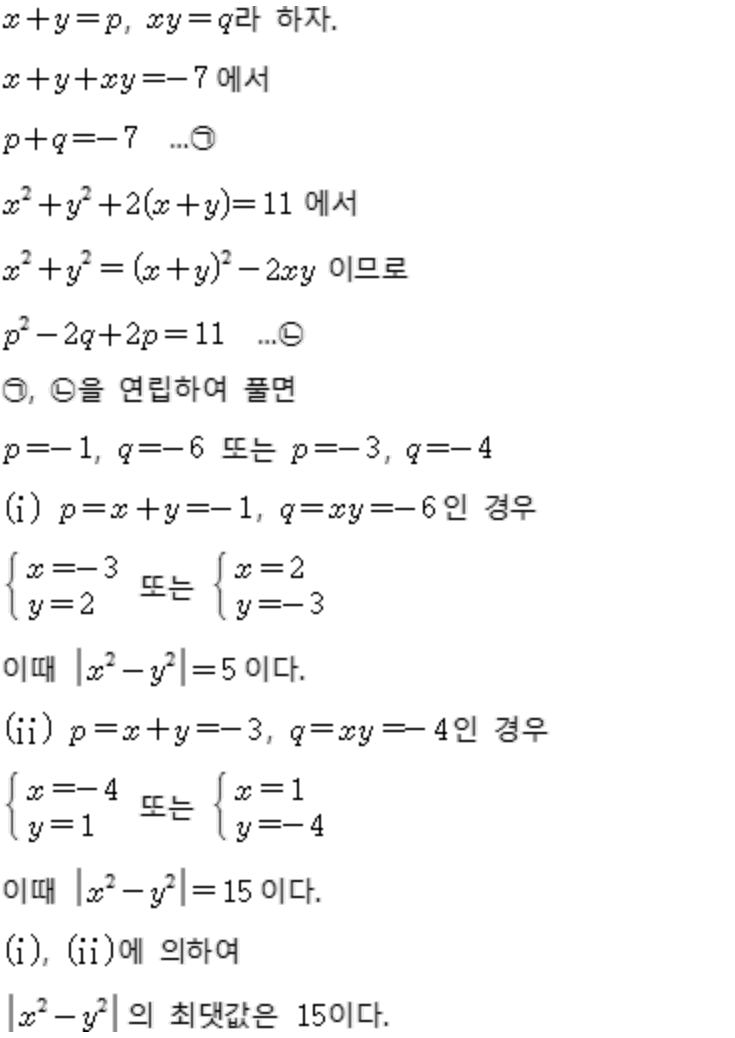 x+y=p, xy=q라 하자.
x+y+xy=-7 에서
p+q=-7 …㉠
x²+y²+2(x+y)=11 에서
x²+y²=(x+y)²-2xy 이므로
p²-2q+2p=11 …㉡
㉠, ㉡을 연립하여 풀면
p=-1, q=-6 또는 p=-3, q=-4
(i) p=x+y=-1, q=xy=-6인 경우
{x=-3 y=2 또는 {x=2 y=-3
이때 |x²-y²|=5 이다.
(ii) p=x+y=-3, q=xy=-4인 경우
{x=-4 y=1 또는 {x=1 y=-4
이때 |x²-y²|=15 이다.
(i), (ii)에 의하여
|x²-y²| 의 최댓값은 15이다.